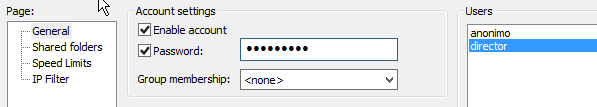 Page:
General
Shared folders
Speed Limits
IP Filter
Account settings
Enable account
Password: •••••••••
Group membership: <none>
Users
anonimo
director